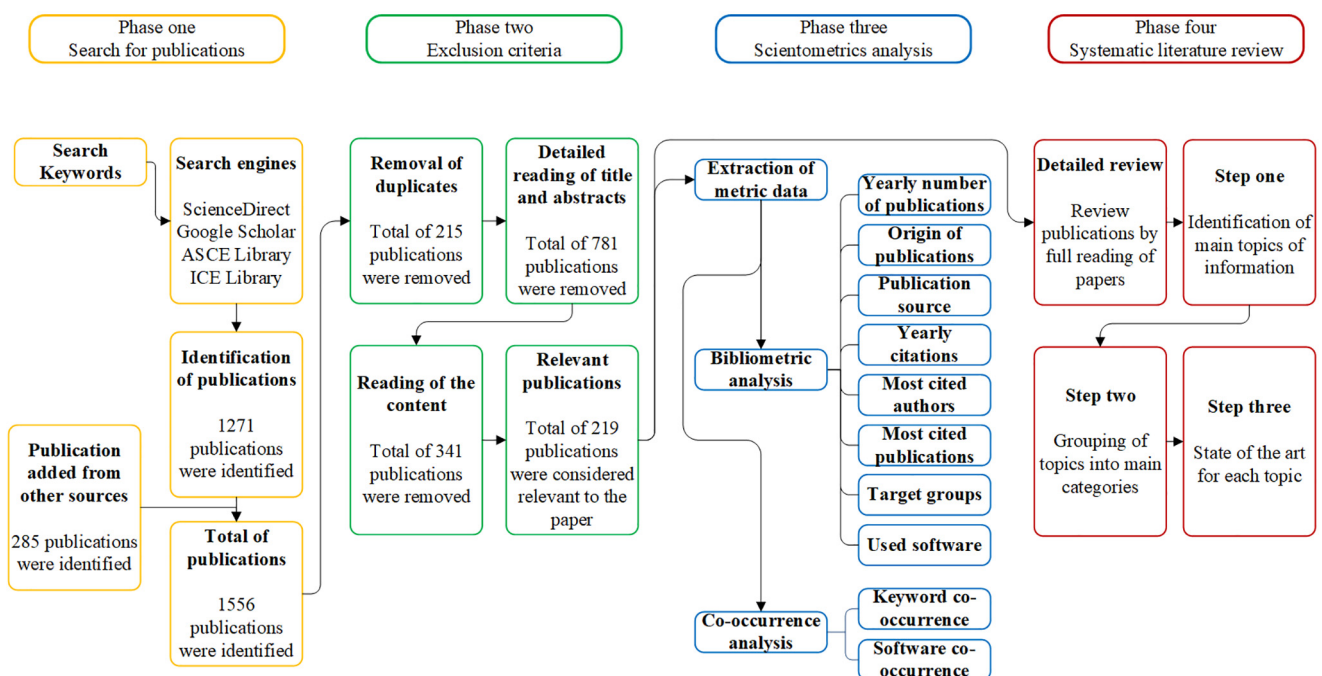 Phase one
Search for publications
Phase two
Exclusion criteria
Phase three
Scientometrics analysis
Phase four
Systematic literature review
Search
Keywords
Search engines
ScienceDirect
Google Scholar
ASCE Library
ICE Library
Identification
of publications
1271
publications
were identified
Publication
added from
other sources
285 publications
were identified
Total of
publications
1556
publications
were identified
Removal of
duplicates
Total of 215
publications
were removed
Detailed
reading of title
and abstracts
Total of 781
publications
were removed
Reading of the
content
Total of 341
publications
were removed
Relevant
publications
Total of 219
publications
were considered
relevant to the
paper
Extraction of
metric data
Bibliometric
analysis
Yearly number
of publications
Origin of
publications
Publication
source
Yearly
citations
Most cited
authors
Most cited
publications
Target groups
Used software
Co-occurrence
analysis
Keyword co-
occurrence
Software co-
occurrence
Detailed review
Review
publications by
full reading of
papers
Step one
Identification of
main topics of
information
Step two
Grouping of
topics into main
categories
Step three
State of the art
for each topic